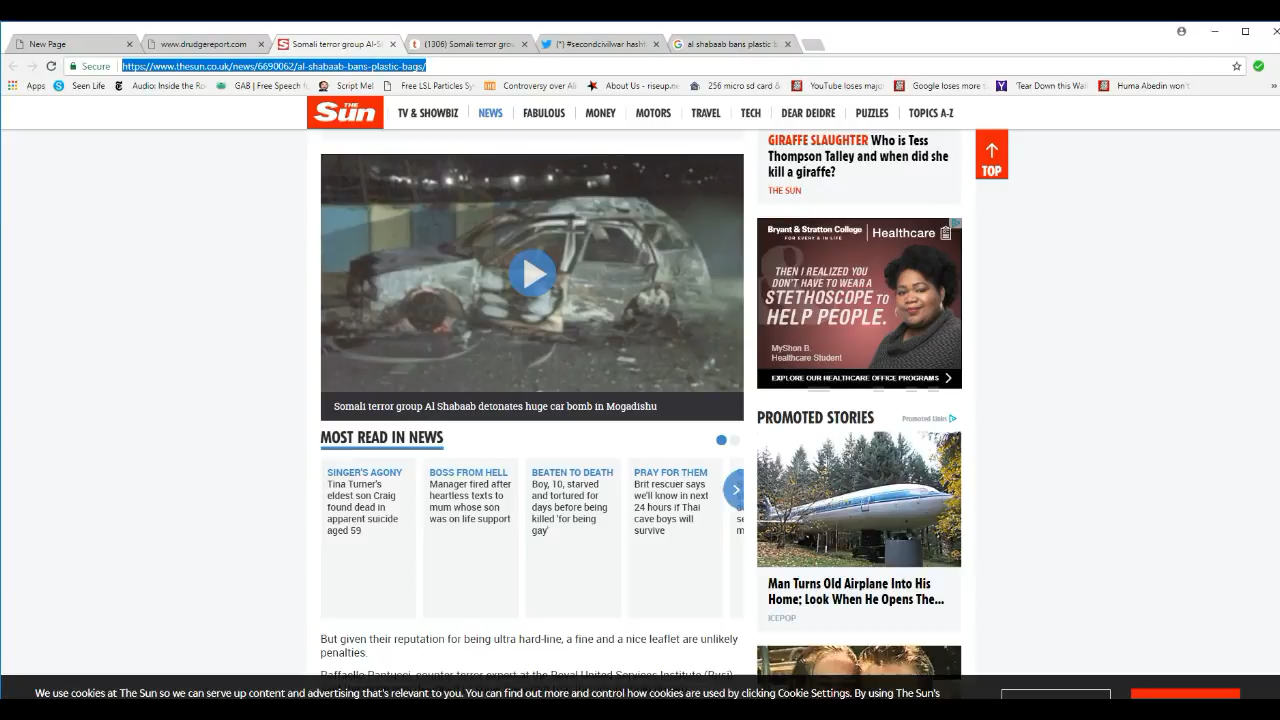 New Page
www.drudgereport.com
Somali terror group Al-S
(1306) Somali terror grou
(*) #secondcivilwar hasht
al shabaab bans plastic b
Secure
https://www.thesun.co.uk/news/6690062/al-shabaab-bans-plastic-bags/
Apps
Seen Life
Audio: Inside the Ro
GAB | Free Speech f
Script Mel
Free LSL Particles Sy
Controversy over Al
About Us - riseup.ne
256 micro sd card &
YouTube loses majo
Google loses more t
'Tear Down this Wal
Huma Abedin won't
THE Sun
TV & SHOWBIZ
NEWS
FABULOUS
MONEY
MOTORS
TRAVEL
TECH
DEAR DEIDRE
PUZZLES
TOPICS A-Z
Somali terror group Al Shabaab detonates huge car bomb in Mogadishu
MOST READ IN NEWS
SINGER'S AGONY
Tina Turner's
eldest son Craig
found dead in
apparent suicide
aged 59
BOSS FROM HELL
Manager fired after
heartless texts to
mum whose son
was on life support
BEATEN TO DEATH
Boy, 10, starved
and tortured for
days before being
killed 'for being
gay'
PRAY FOR THEM
Brit rescuer says
we'll know in next
24 hours if Thai
cave boys will
survive
But given their reputation for being ultra hard-line, a fine and a nice leaflet are unlikely
penalties.
GIRAFFE SLAUGHTER Who is Tess
Thompson Talley and when did she
kill a giraffe?
THE SUN
TOP
Bryant & Stratton College
FOR EVERY & IN LIFE
Healthcare
THEN I REALIZED YOU
DON'T HAVE TO WEAR A
STETHOSCOPE TO
HELP PEOPLE.
MyShon B.
Healthcare Student
EXPLORE OUR HEALTHCARE OFFICE PROGRAMS
PROMOTED STORIES
Promoted Links
Man Turns Old Airplane Into His
Home; Look When He Opens The...
ICEPOP
We use cookies at The Sun so we can serve up content and advertising that's relevant to you. You can find out more and control how cookies are used by clicking Cookie Settings. By using The Sun's